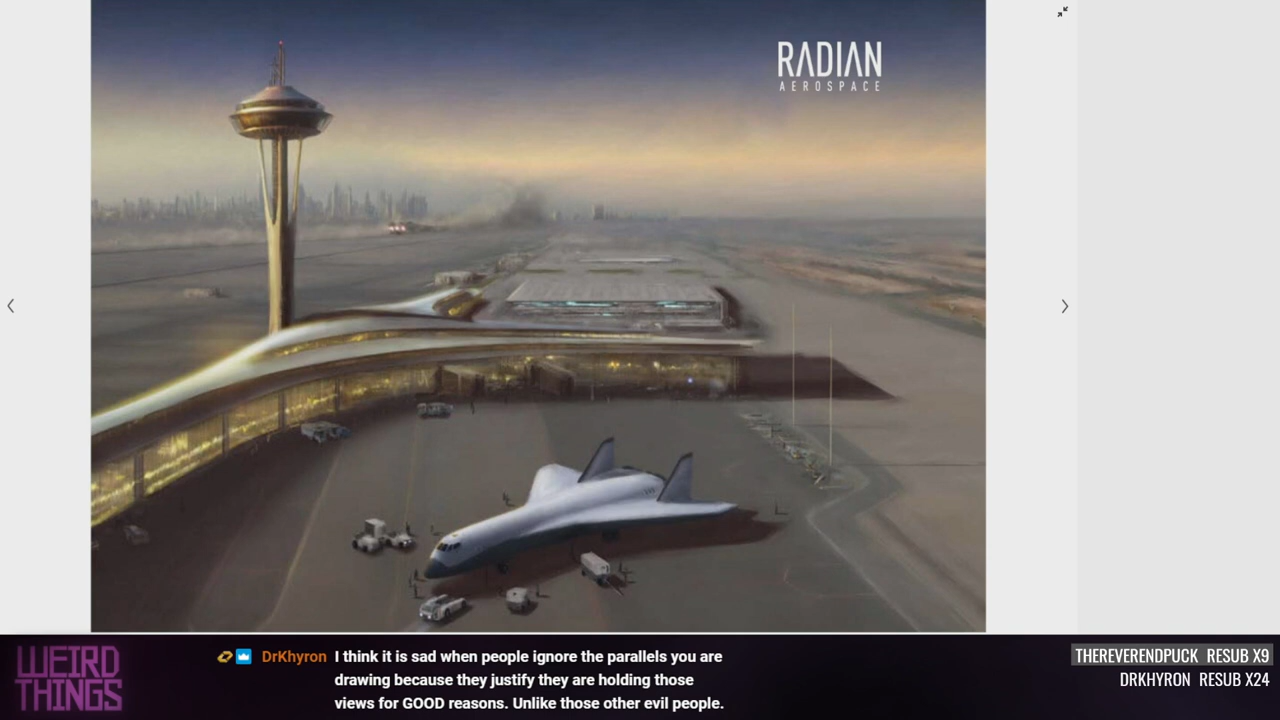 RADIAN
AEROSPACE
WEIRD
THINGS
DrKhyron I think it is sad when people ignore the parallels you are
drawing because they justify they are holding those
views for GOOD reasons. Unlike those other evil people.
THEREVERENDPUCK RESUB X9
DRKHYRON RESUB X24